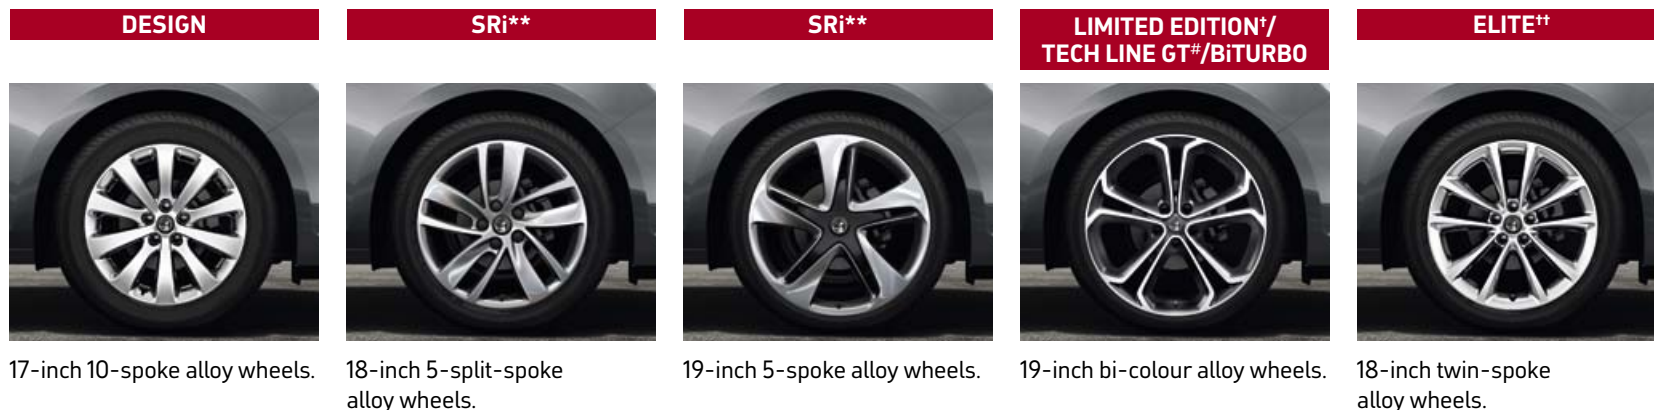 DESIGN
17-inch 10-spoke alloy wheels.
SRi**
18-inch 5-split-spoke
alloy wheels.
SRi**
19-inch 5-spoke alloy wheels.
LIMITED EDITION†/
TECH LINE GT#/BiTURBO
19-inch bi-colour alloy wheels.
ELITE††
18-inch twin-spoke
alloy wheels.